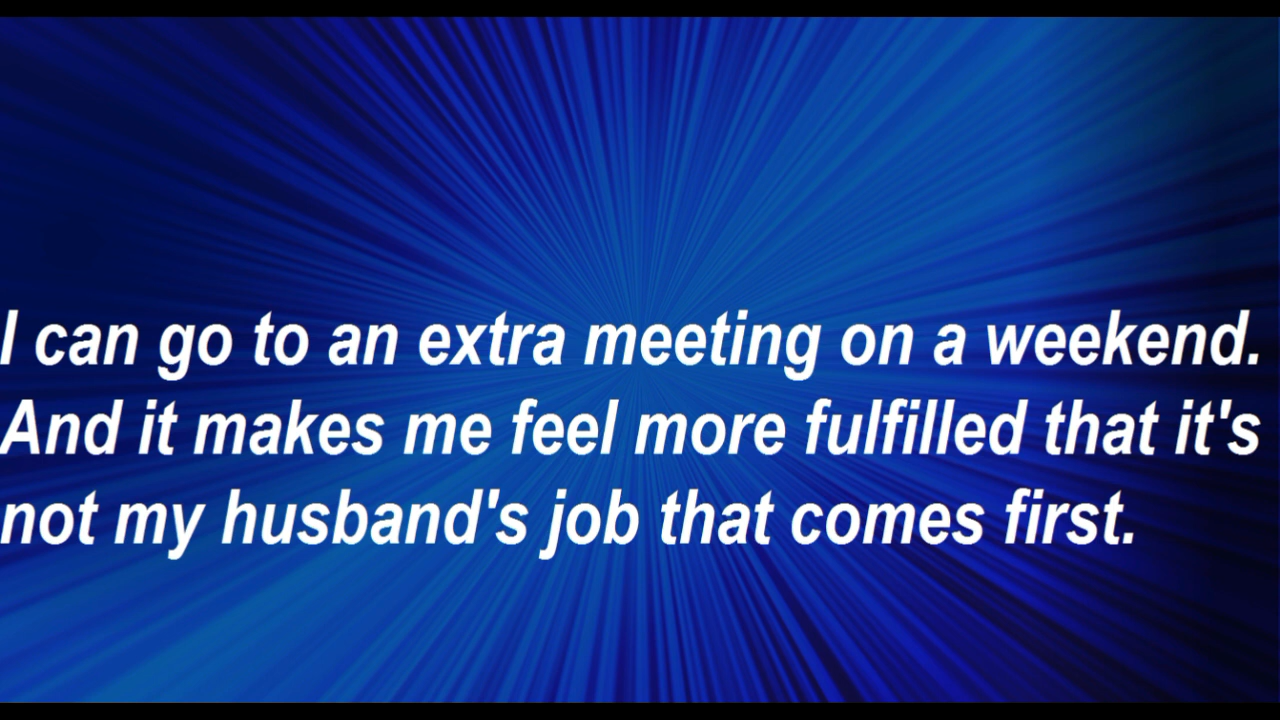 I can go to an extra meeting on a weekend.
And it makes me feel more fulfilled that it's
not my husband's job that comes first.